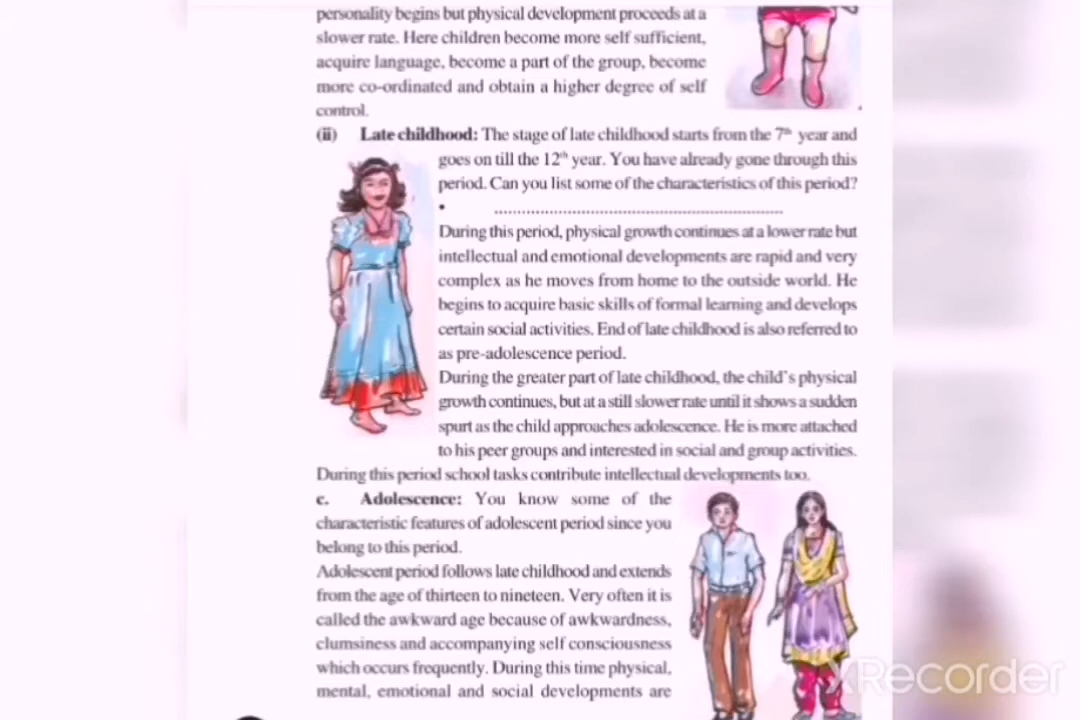 personality begins but physical development proceeds at a
slower rate. Here children become more self sufficient,
acquire language, become a part of the group, become
more co-ordinated and obtain a higher degree of self
control.
(ii) Late childhood: The stage of late childhood starts from the 7th year and
goes on till the 12th year. You have already gone through this
period. Can you list some of the characteristics of this period?
• ................................................................
During this period, physical growth continues at a lower rate but
intellectual and emotional developments are rapid and very
complex as he moves from home to the outside world. He
begins to acquire basic skills of formal learning and develops
certain social activities. End of late childhood is also referred to
as pre-adolescence period.
During the greater part of late childhood, the child's physical
growth continues, but at a still slower rate until it shows a sudden
spurt as the child approaches adolescence. He is more attached
to his peer groups and interested in social and group activities.
During this period school tasks contribute intellectual developments too.
c. Adolescence: You know some of the
characteristic features of adolescent period since you
belong to this period.
Adolescent period follows late childhood and extends
from the age of thirteen to nineteen. Very often it is
called the awkward age because of awkwardness,
clumsiness and accompanying self consciousness
which occurs frequently. During this time physical,
mental, emotional and social developments are
XRecorder